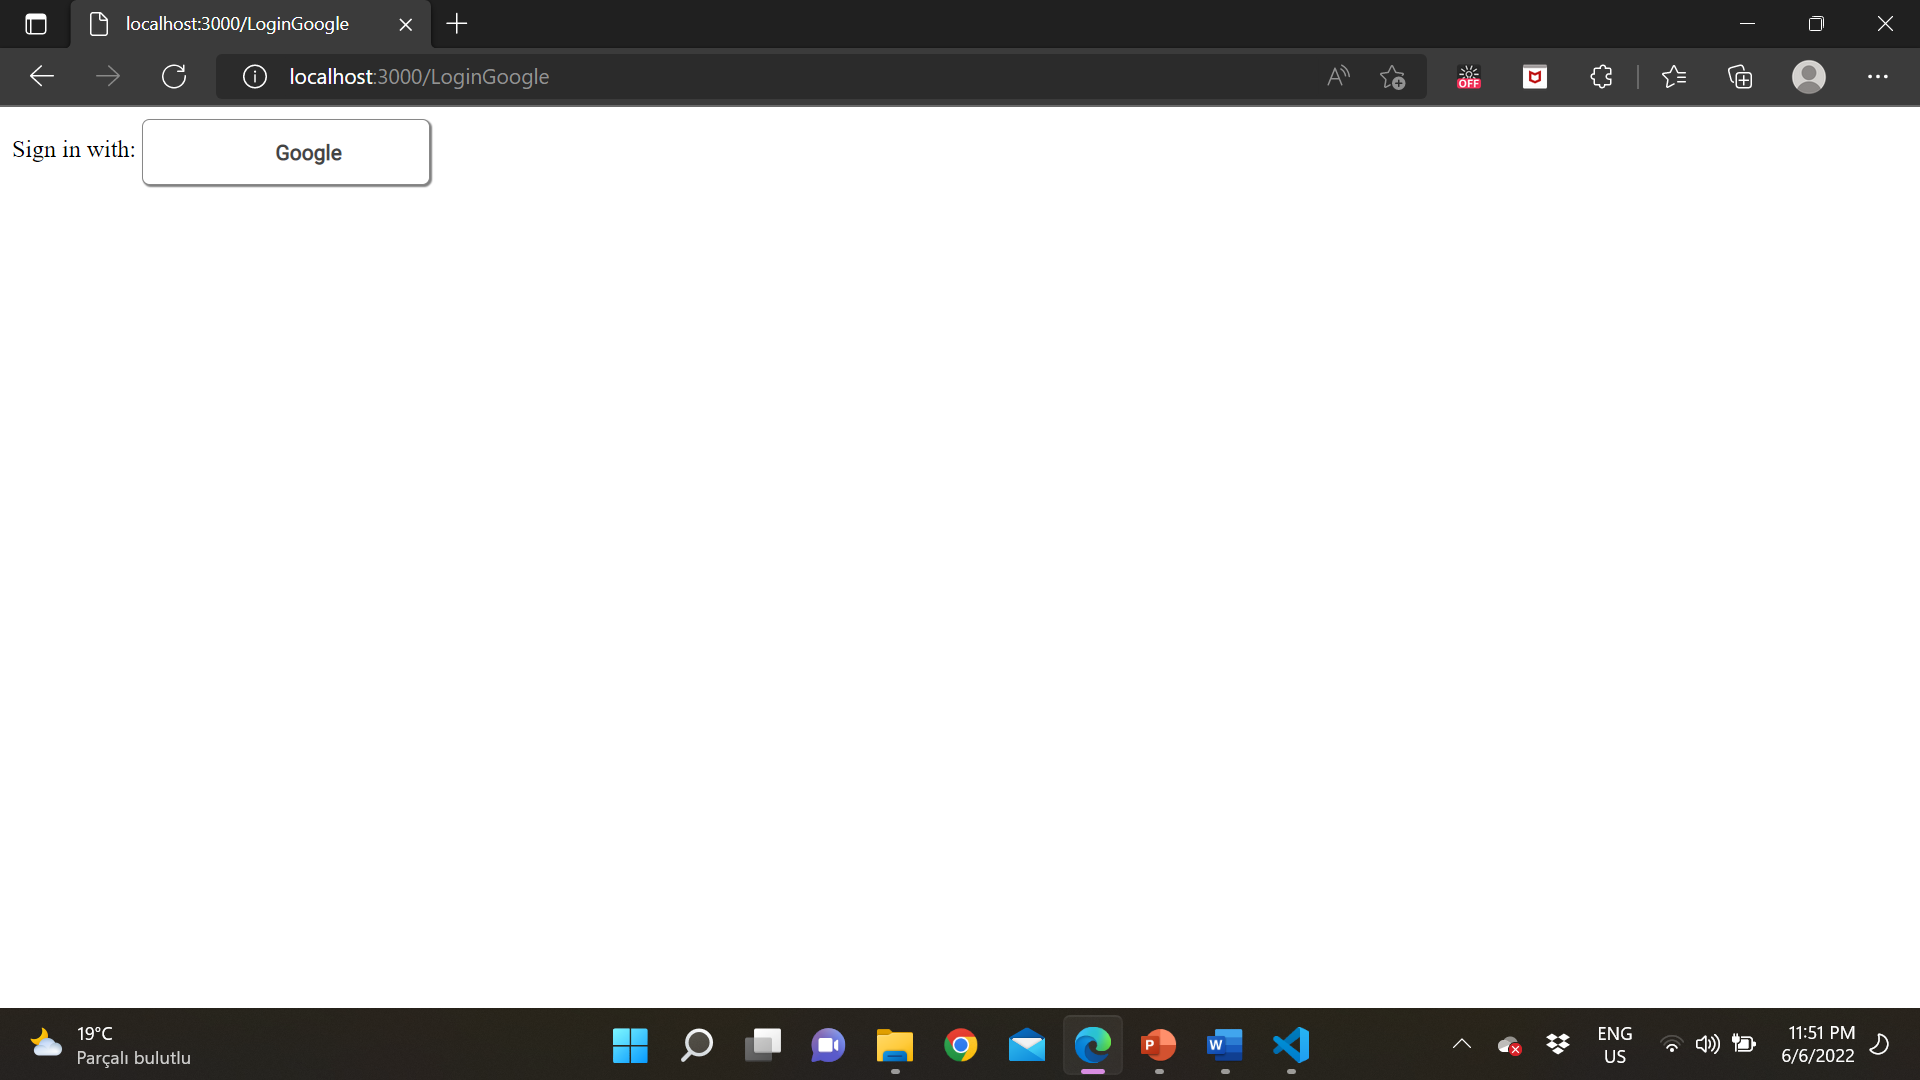 localhost:3000/LoginGoogle
localhost:3000/LoginGoogle
OFF
Sign in with: Google
19°C
Parçalı bulutlu
P
W
ENG
US
11:51 PM
6/6/2022